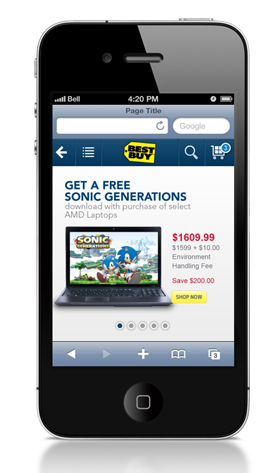 Bell 4:20 PM
Page Title
Google
BEST
BUY
3
GET A FREE
SONIC GENERATIONS
download with purchase of select
AMD Laptops
SONIC
GENERATIONS
$1609.99
$1599 + $10.00
Environment
Handling Fee
Save $200.00
SHOP NOW
3